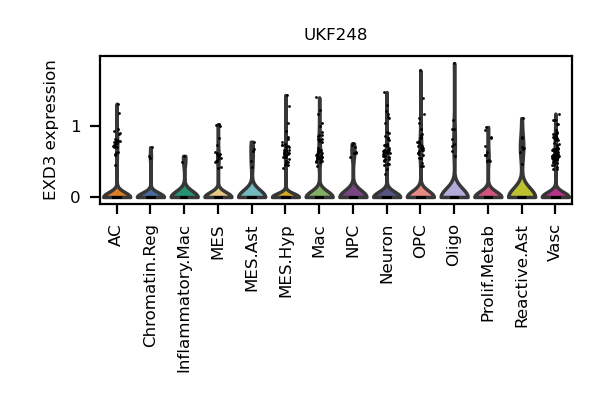 UKF248
EXD3 expression
1
0
AC
Chromatin.Reg
Inflammatory.Mac
MES
MES.Ast
MES.Hyp
Mac
NPC
Neuron
OPC
Oligo
Prolif.Metab
Reactive.Ast
Vasc